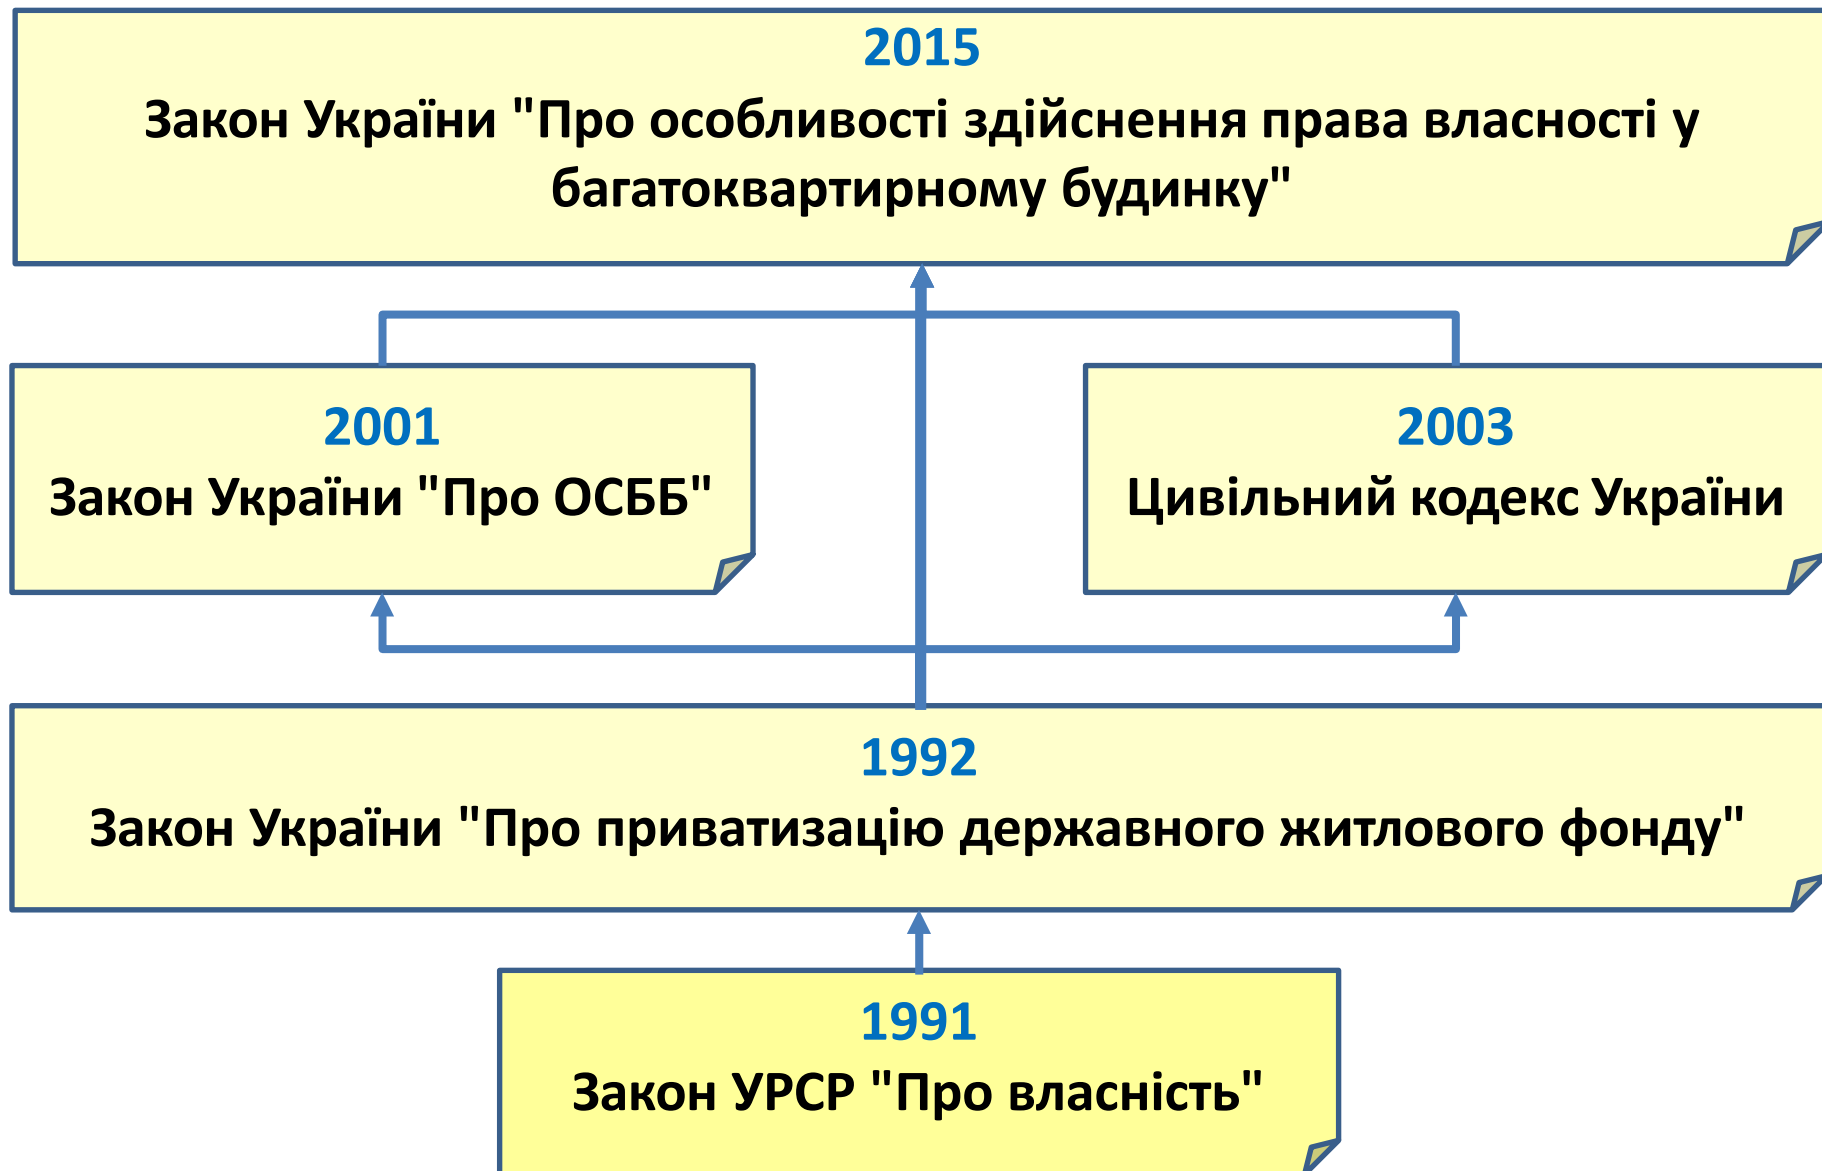 2015
Закон України "Про особливості здійснення права власності у
багатоквартирному будинку"
2001
Закон України "Про ОСББ"
2003
Цивільний кодекс України
1992
Закон України "Про приватизацію державного житлового фонду"
1991
Закон УРСР "Про власність"